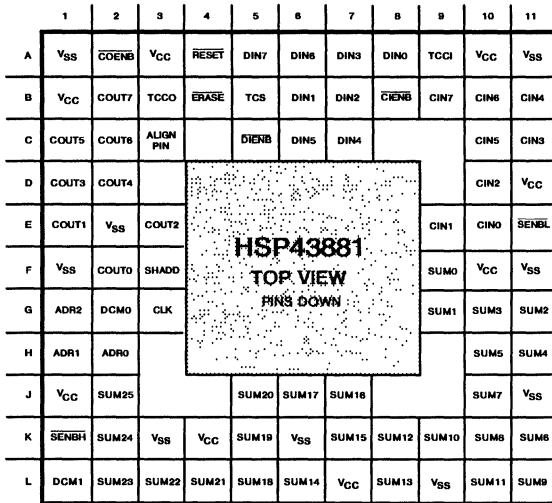 1 2 3 4 5 6 7 8 9 10 11
A VSS COENB VCC RESET DIN7 DIN6 DIN3 DIN0 TCCI VCC VSS
B VCC COUT7 TCCO ERASE TCS DIN1 DIN2 CIENB CIN7 CIN6 CIN4
C COUT5 COUT6 ALIGN PIN DIENB DIN5 DIN4 CIN5 CIN3
D COUT3 COUT4 CIN2 VCC
E COUT1 VSS COUT2 CIN1 CIN0 SENBL
HSP43881
F VSS COUT0 SHADD SUM0 VCC VSS
TOP VIEW
PINS DOWN
G ADR2 DCM0 CLK SUM1 SUM3 SUM2
H ADR1 ADR0 SUM5 SUM4
J VCC SUM25 SUM20 SUM17 SUM16 SUM7 VSS
K SENBH SUM24 VSS VCC SUM19 VSS SUM15 SUM12 SUM10 SUM8 SUM6
L DCM1 SUM23 SUM22 SUM21 SUM18 SUM14 VCC SUM13 VSS SUM11 SUM9